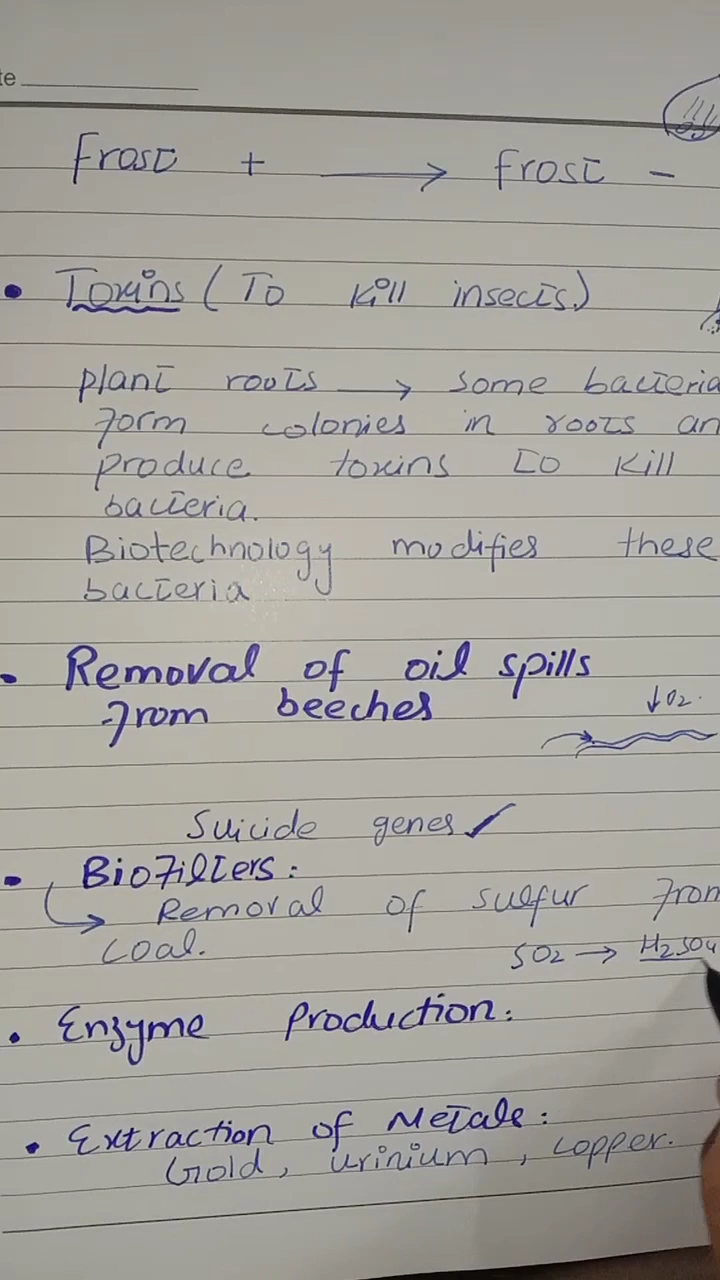 te
Frost + → frost -
• Toxins (To kill insects.)
plant roots → some bacteria
form colonies in roots an
produce toxins to kill
bacteria.
Biotechnology modifies these
bacteria
• Removal of oil spills
from beeches
↓O2.
Suicide genes ✓
• BioFilters:
→ Removal of sulfur from
coal.
SO2 → H2SO4
• Enzyme Production:
• Extraction of Metals:
Gold, urinium, copper.